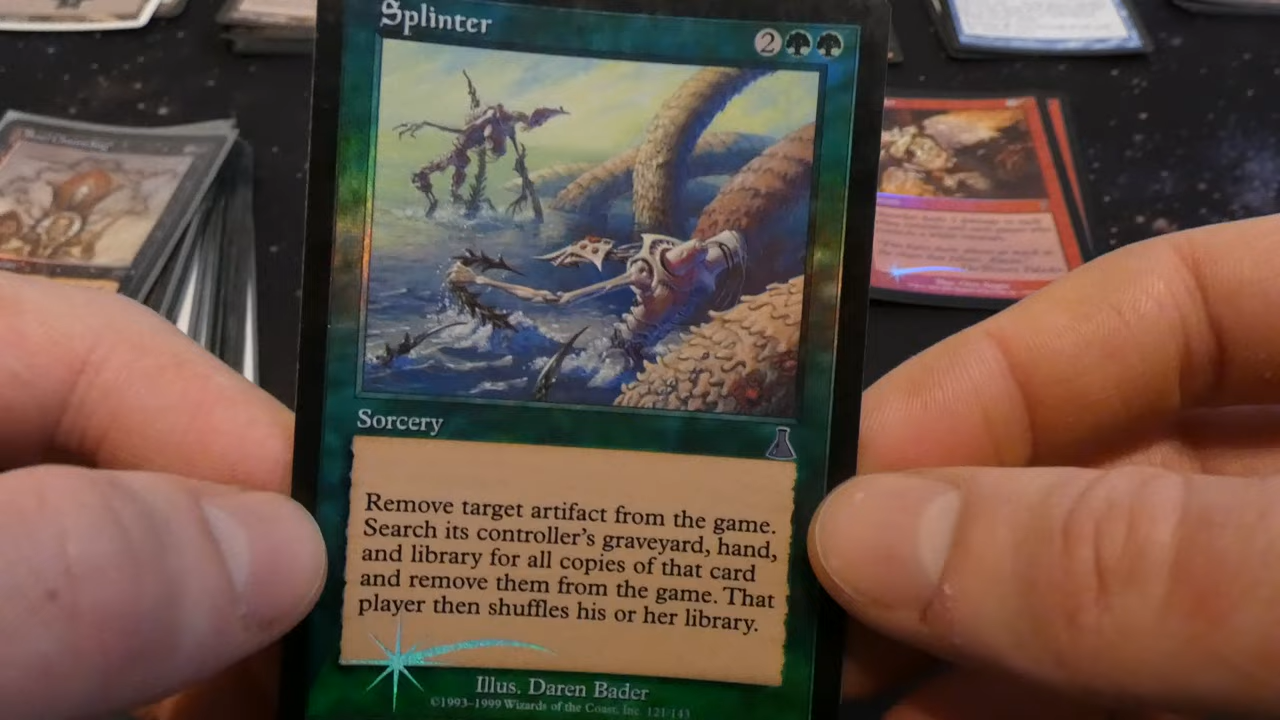 Splinter
2
Sorcery
Remove target artifact from the game.
Search its controller's graveyard, hand,
and library for all copies of that card
and remove them from the game. That
player then shuffles his or her library.
Illus. Daren Bader
©1993–1999 Wizards of the Coast, Inc. 121/143